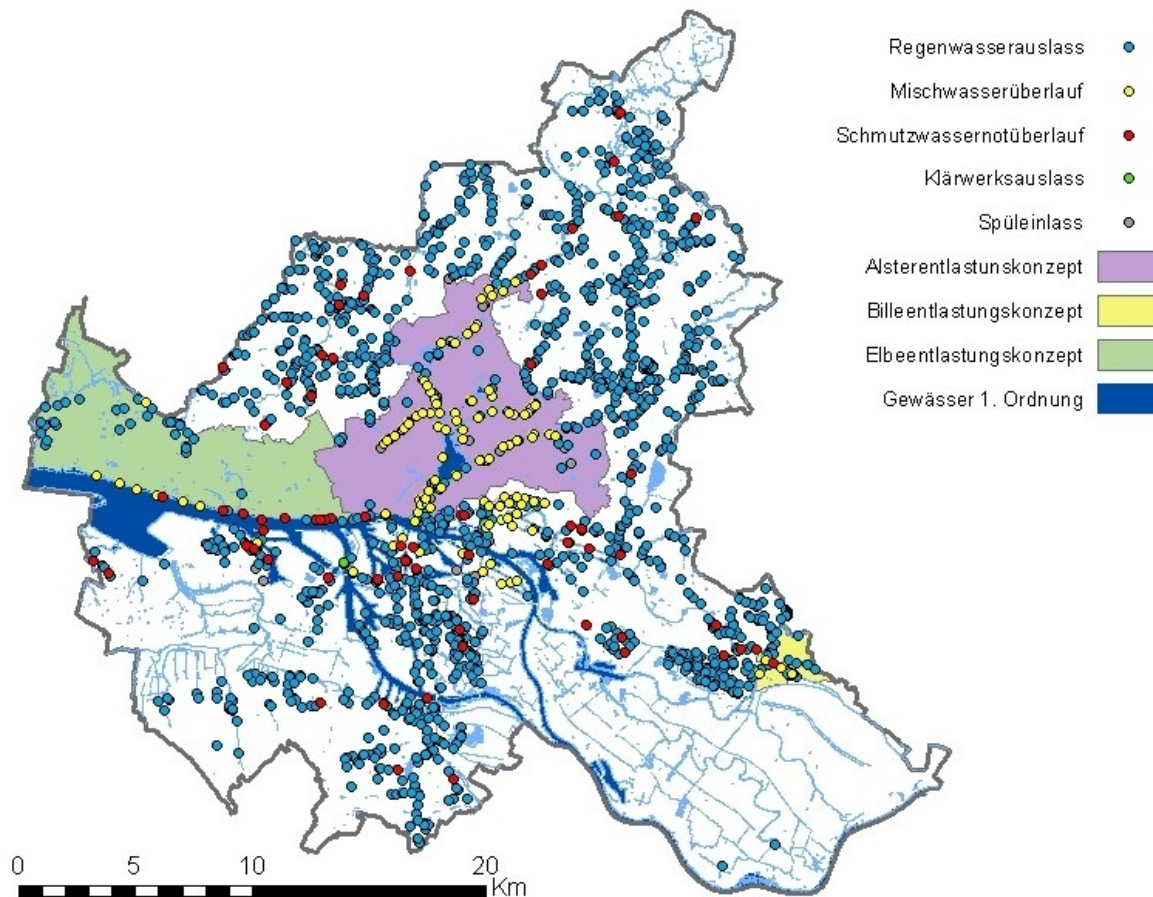 Regenwasserauslass
Mischwasserüberlauf
Schmutzwassernotüberlauf
Klärwerksauslass
Spüleinlass
Alsterentlastunskonzept
Billeentlastungskonzept
Elbeentlastungskonzept
Gewässer 1. Ordnung
0 5 10 20
Km